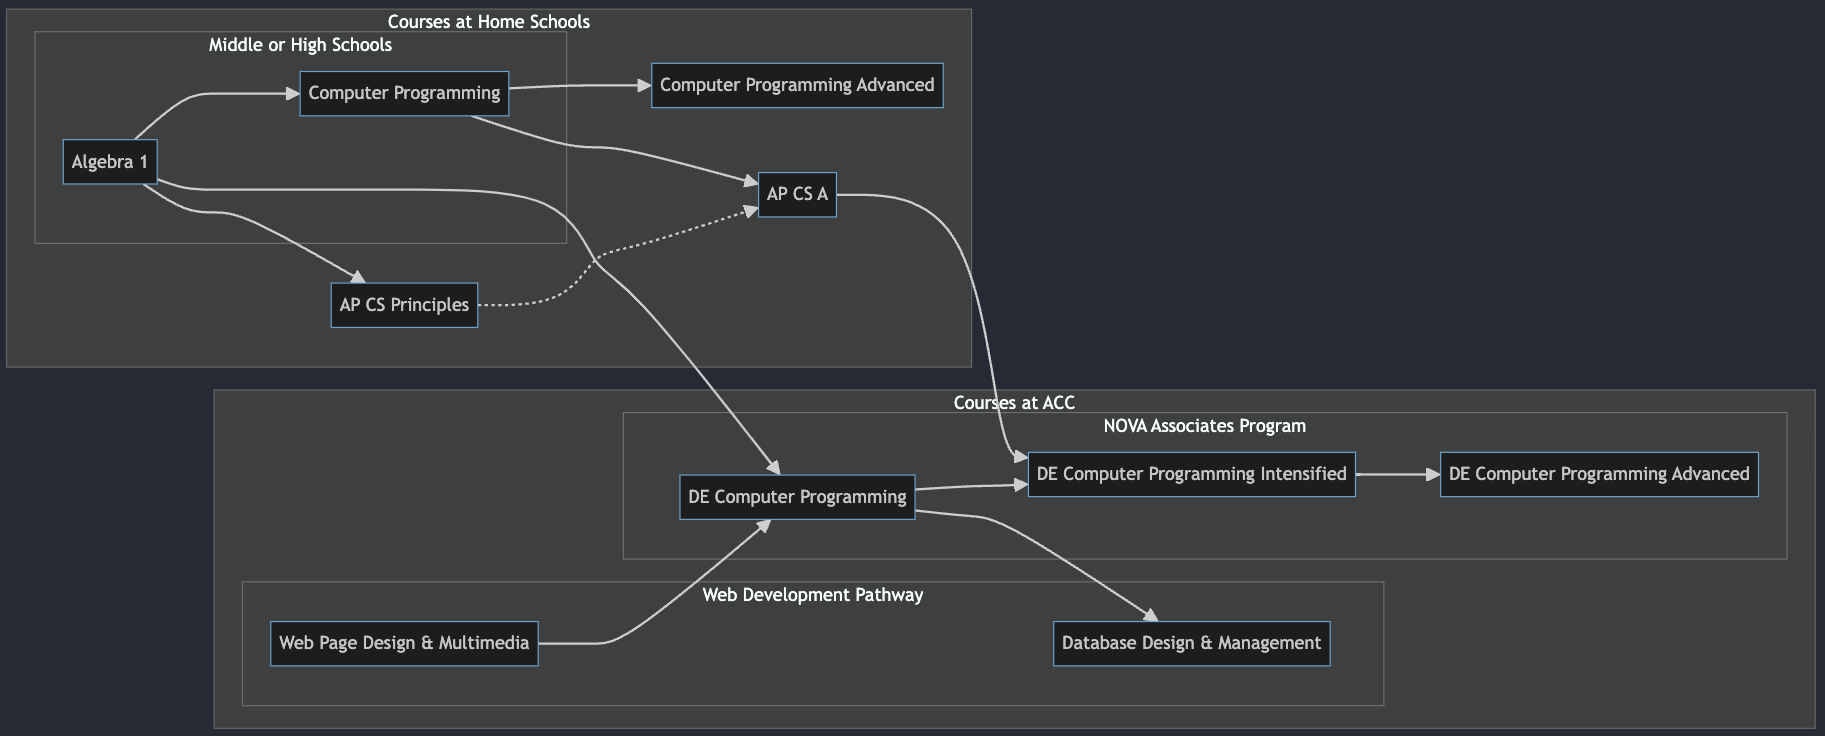 Courses at Home Schools
Middle or High Schools
Computer Programming
Computer Programming Advanced
Algebra 1
AP CS A
AP CS Principles
Courses at ACC
NOVA Associates Program
DE Computer Programming
DE Computer Programming Intensified
DE Computer Programming Advanced
Web Development Pathway
Web Page Design & Multimedia
Database Design & Management